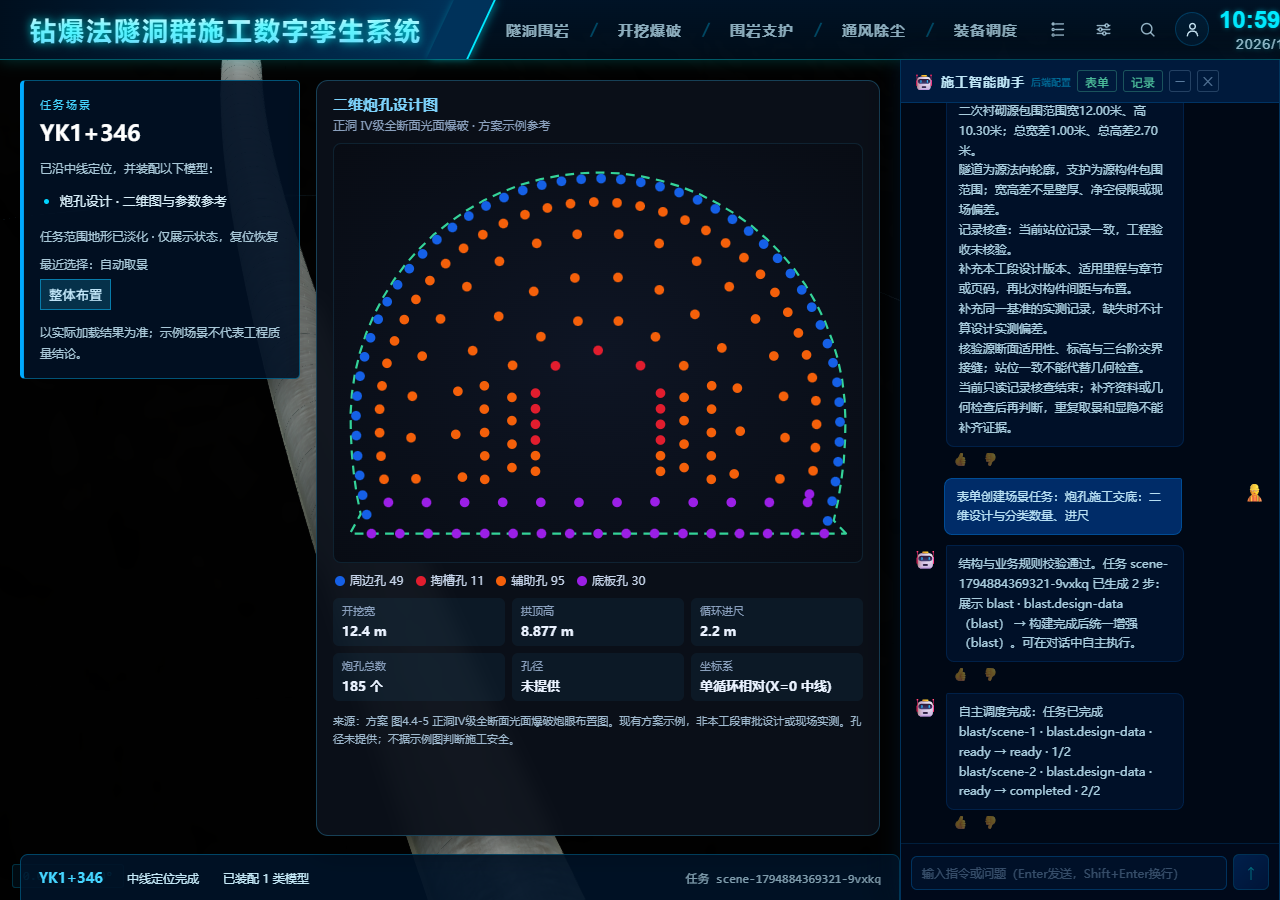 钻爆法隧洞群施工数字孪生系统
隧洞围岩 / 开挖爆破 / 围岩支护 / 通风除尘 / 装备调度
10:59
2026/1
任务场景
YK1+346
已沿中线定位，并装配以下模型：
• 炮孔设计 · 二维图与参数参考
任务范围地形已淡化 · 仅展示状态，复位恢复
最近选择：自动取景
整体布置
以实际加载结果为准；示例场景不代表工程质
量结论。
二维炮孔设计图
正洞 IV级全断面光面爆破 · 方案示例参考
周边孔 49 掏槽孔 11 辅助孔 95 底板孔 30
开挖宽
12.4 m
拱顶高
8.877 m
循环进尺
2.2 m
炮孔总数
185 个
孔径
未提供
坐标系
单循环相对(X=0 中线)
来源：方案 图4.4-5 正洞IV级全断面光面爆破炮眼布置图。现有方案示例，非本工段审批设计或现场实测。孔
径未提供；不据示例图判断施工安全。
YK1+346 中线定位完成 已装配 1 类模型 任务 scene-1794884369321-9vxkq
施工智能助手 后端配置 表单 记录
二次衬砌源包围范围宽12.00米、高
10.30米；总宽差1.00米、总高差2.70
米。
隧道为源法向轮廓，支护为源构件包围
范围；宽高差不是壁厚、净空侵限或现
场偏差。
记录核查：当前站位记录一致，工程验
收未核验。
补充本工段设计版本、适用里程与章节
或页码，再比对构件间距与布置。
补充同一基准的实测记录，缺失时不计
算设计实测偏差。
核验源断面适用性、标高与三台阶交界
接缝；站位一致不能代替几何检查。
当前只读记录核查结束；补齐资料或几
何检查后再判断，重复取景和显隐不能
补齐证据。
表单创建场景任务：炮孔施工交底：二
维设计与分类数量、进尺
结构与业务规则校验通过。任务 scene-
1794884369321-9vxkq 已生成 2 步：
展示 blast · blast.design-data
（blast） → 构建完成后统一增强
（blast）。可在对话中自主执行。
自主调度完成：任务已完成
blast/scene-1 · blast.design-data ·
ready → ready · 1/2
blast/scene-2 · blast.design-data ·
ready → completed · 2/2
输入指令或问题（Enter发送，Shift+Enter换行）